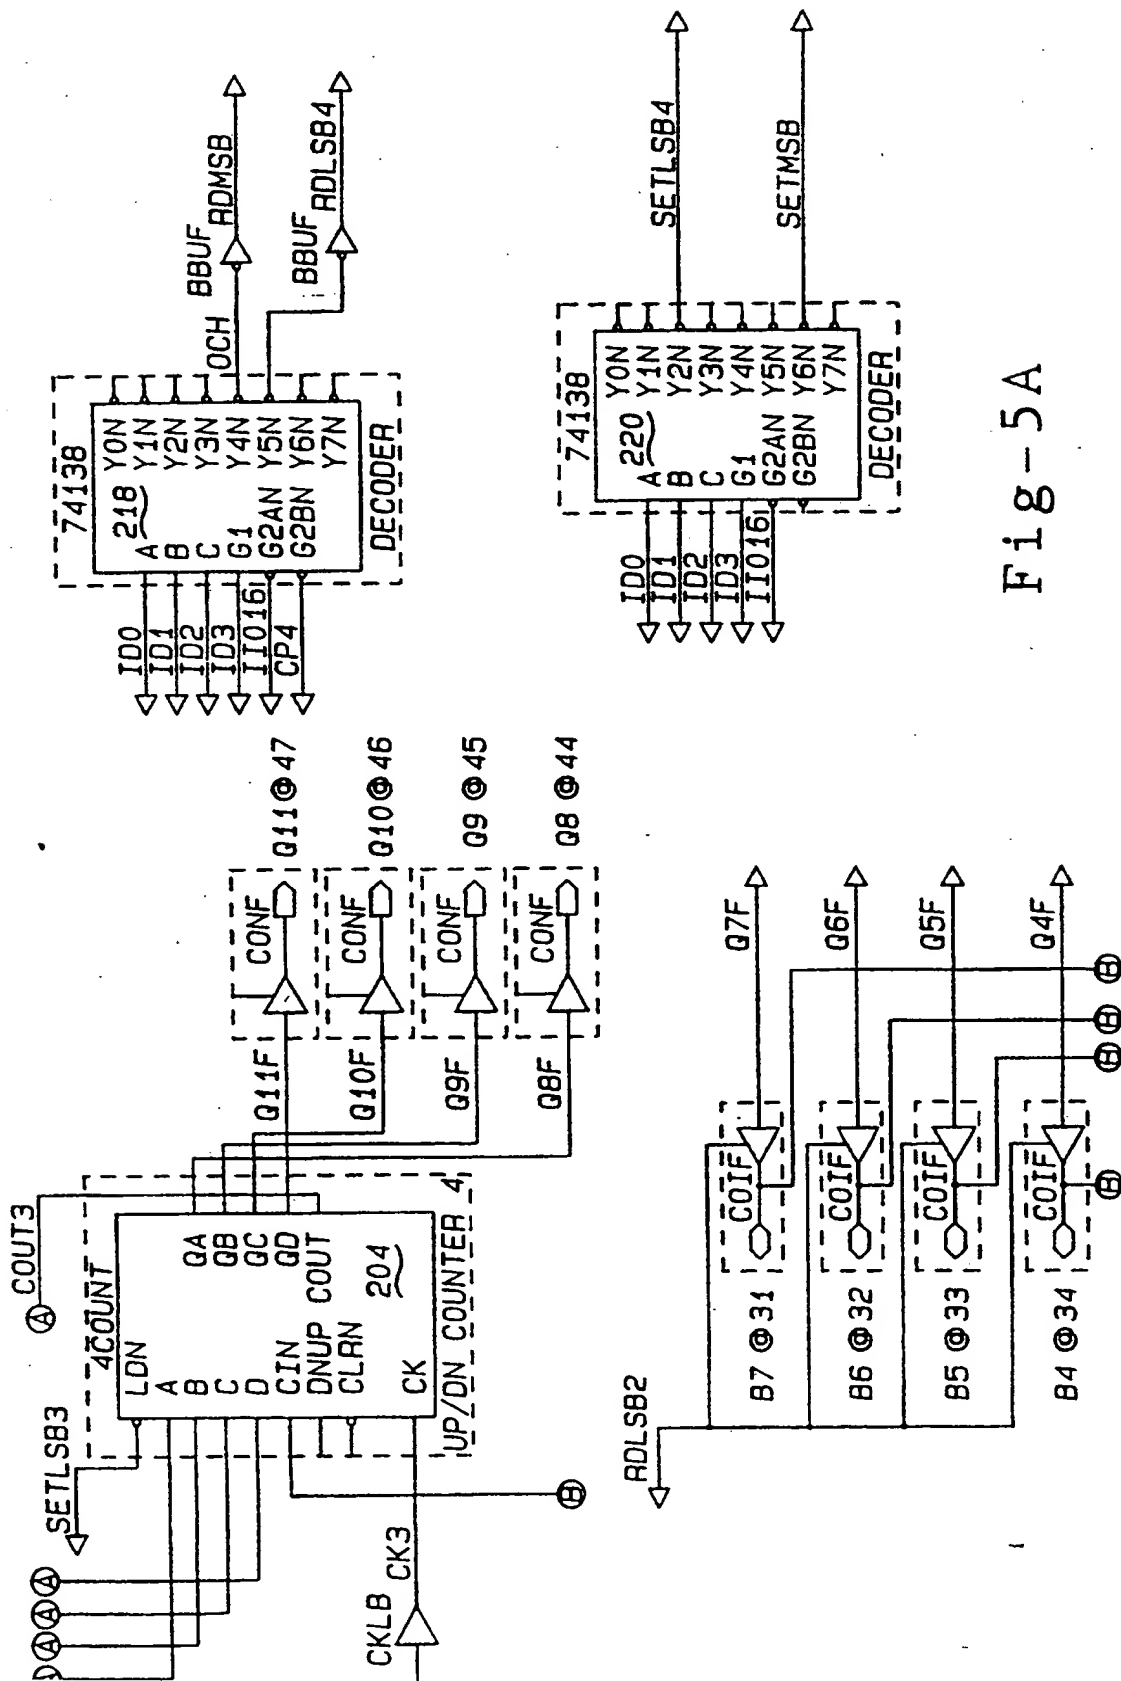 COUT3
A
SETLSB3
4COUNT
LDN
A
B
C
D
CIN
DNUP
CLRN
CK
QA
QB
QC
QD
COUT
204
4
UP/DN COUNTER
A
A
A
CKLB
CK3
B
Q11F
Q10F
Q9F
Q8F
CONF
CONF
CONF
CONF
Q11@47
Q10@46
Q9 @45
Q8 @44
74138
218
A
B
C
G1
G2AN
G2BN
Y0N
Y1N
Y2N
Y3N
Y4N
Y5N
Y6N
Y7N
DECODER
ID0
ID1
ID2
ID3
IIO16
CP4
OCH
BBUF
RDMSB
BBUF
RDLSB4
RDLSB2
B7 @31
B6 @32
B5 @33
B4 @34
COIF
COIF
COIF
COIF
Q7F
Q6F
Q5F
Q4F
B
B
B
B
74138
220
A
B
C
G1
G2AN
G2BN
Y0N
Y1N
Y2N
Y3N
Y4N
Y5N
Y6N
Y7N
DECODER
ID0
ID1
ID2
ID3
IIO16
SETLSB4
SETMSB
Fig-5A